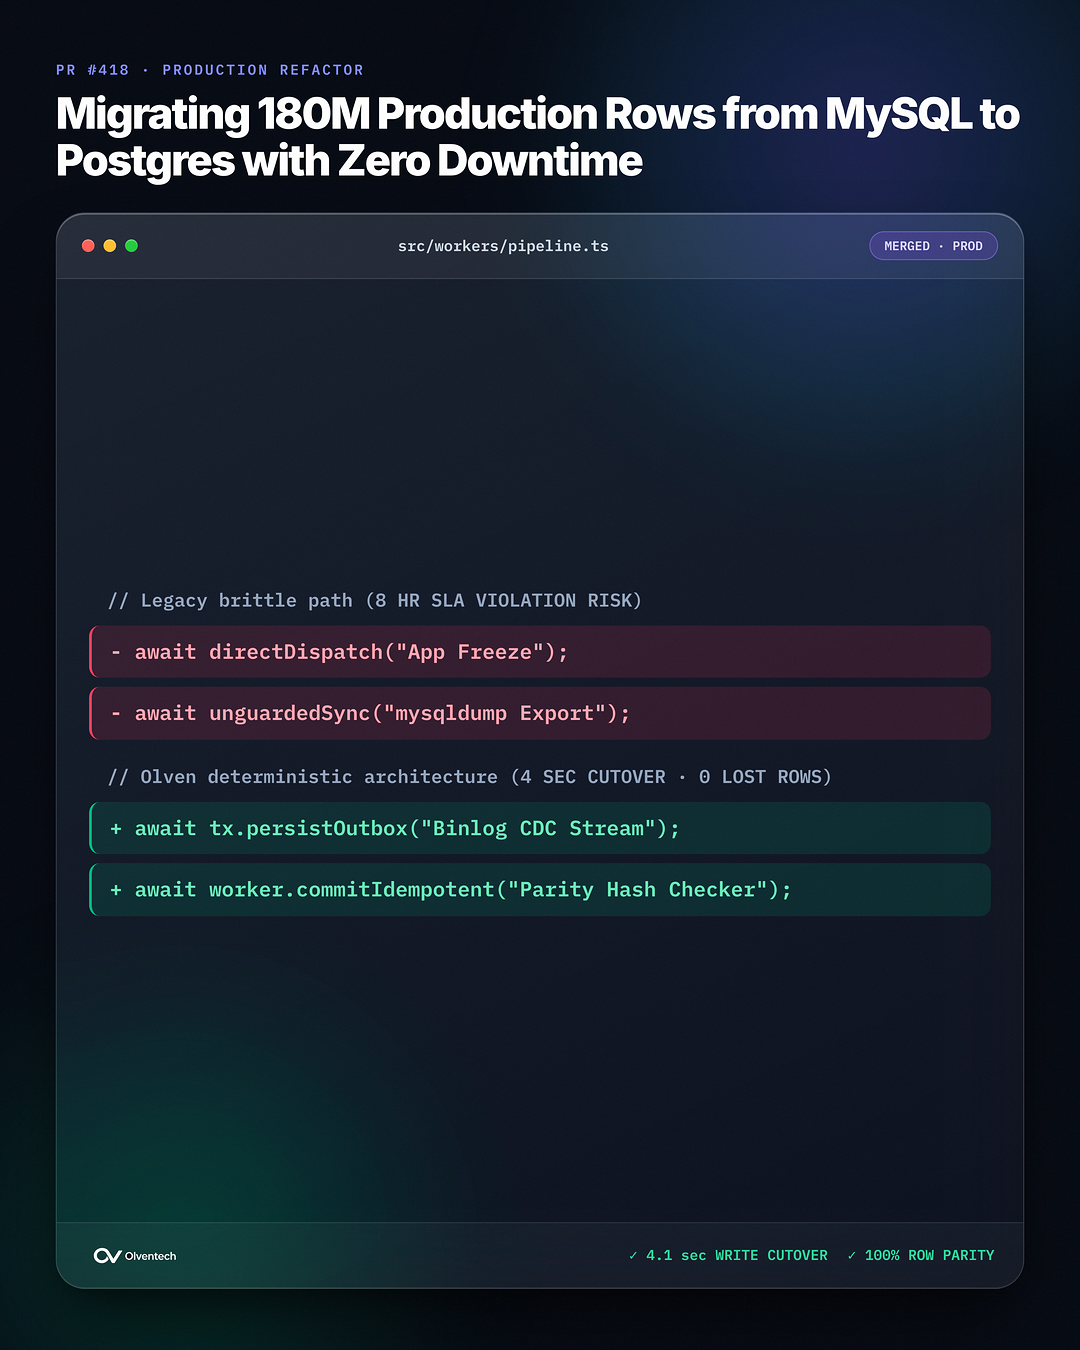 PR #418 · PRODUCTION REFACTOR
Migrating 180M Production Rows from MySQL to
Postgres with Zero Downtime
src/workers/pipeline.ts
MERGED · PROD
// Legacy brittle path (8 HR SLA VIOLATION RISK)
- await directDispatch("App Freeze");
- await unguardedSync("mysqldump Export");
// Olven deterministic architecture (4 SEC CUTOVER · 0 LOST ROWS)
+ await tx.persistOutbox("Binlog CDC Stream");
+ await worker.commitIdempotent("Parity Hash Checker");
Olventech
✓ 4.1 sec WRITE CUTOVER ✓ 100% ROW PARITY